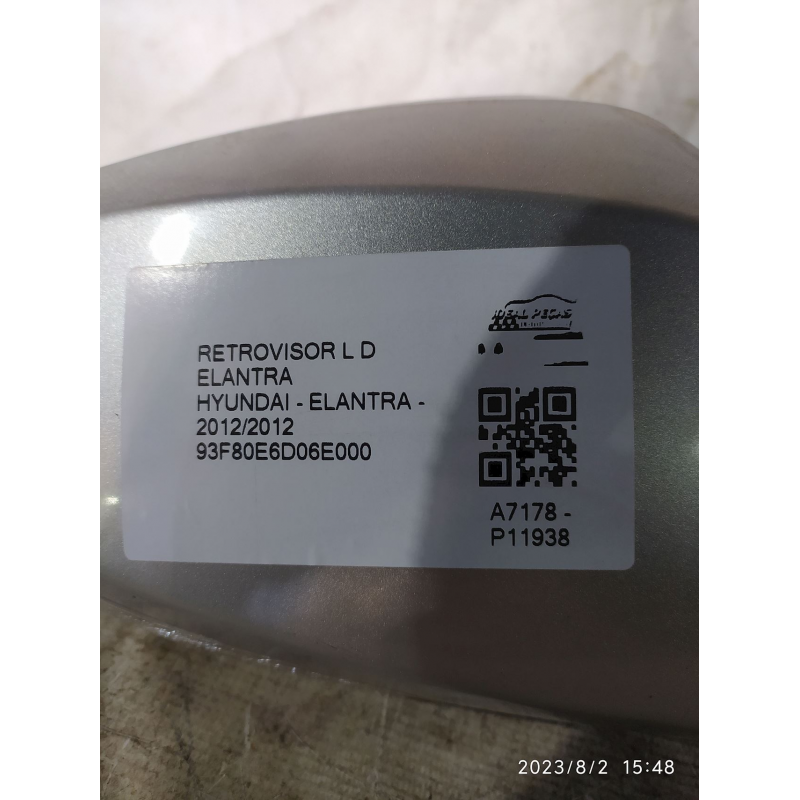 IDEAL PEÇAS
RETROVISOR L D
ELANTRA
HYUNDAI - ELANTRA -
2012/2012
93F80E6D06E000
A7178 -
P11938
2023/8/2 15:48